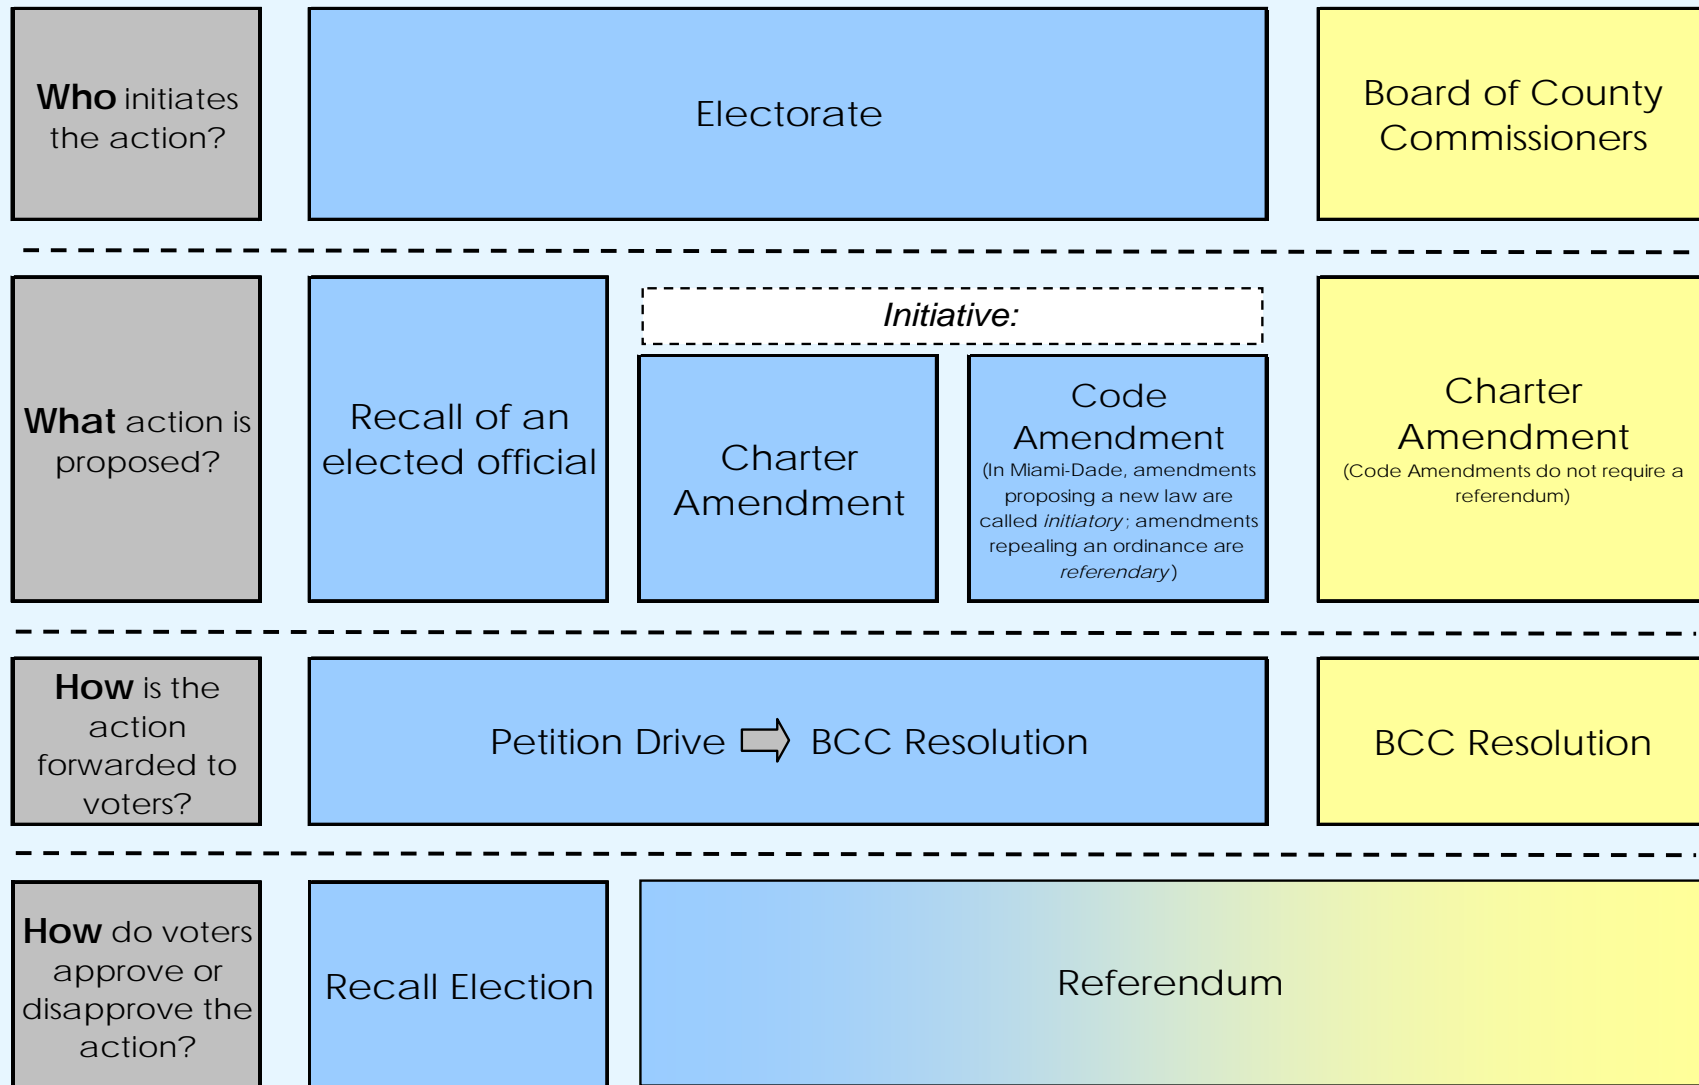 Who initiates
the action?
Electorate
Board of County
Commissioners
What action is
proposed?
Recall of an
elected official
Initiative:
Charter
Amendment
Code
Amendment
(In Miami-Dade, amendments
proposing a new law are
called initiatory; amendments
repealing an ordinance are
referendary)
Charter
Amendment
(Code Amendments do not require a
referendum)
How is the
action
forwarded to
voters?
Petition Drive
BCC Resolution
BCC Resolution
How do voters
approve or
disapprove the
action?
Recall Election
Referendum